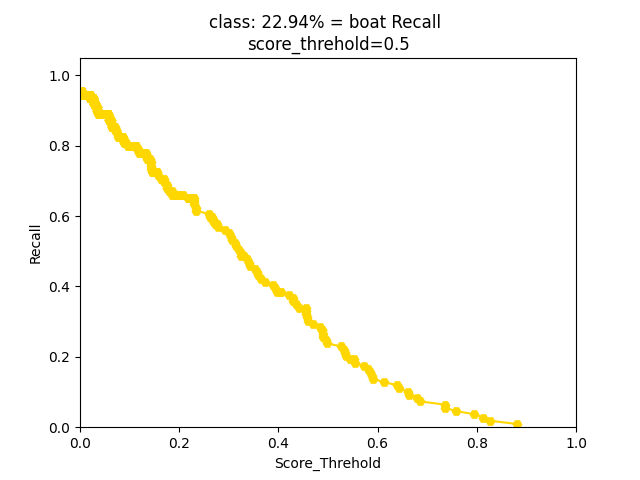 class: 22.94% = boat Recall
score_threhold=0.5
1.0
0.8
0.6
0.4
0.2
0.0
Recall
0.0 0.2 0.4 0.6 0.8 1.0
Score_Threhold